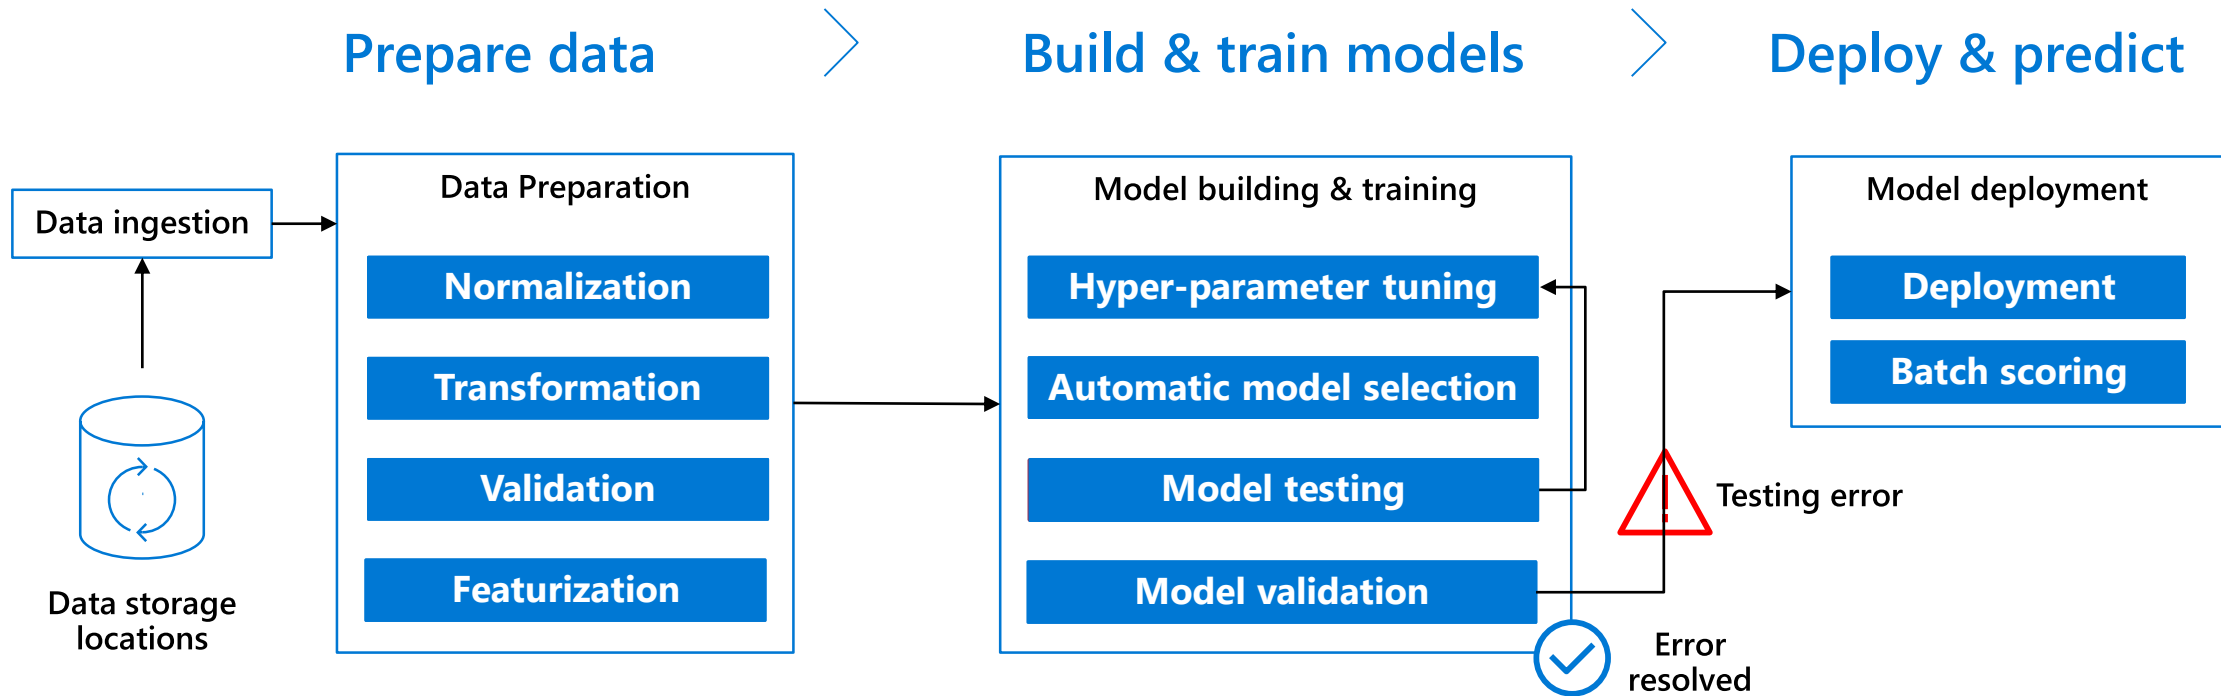 Prepare data
Build & train models
Deploy & predict
Data ingestion
Data storage
locations
Data Preparation
Normalization
Transformation
Validation
Featurization
Model building & training
Hyper-parameter tuning
Automatic model selection
Model testing
Model validation
Testing error
Error
resolved
Model deployment
Deployment
Batch scoring